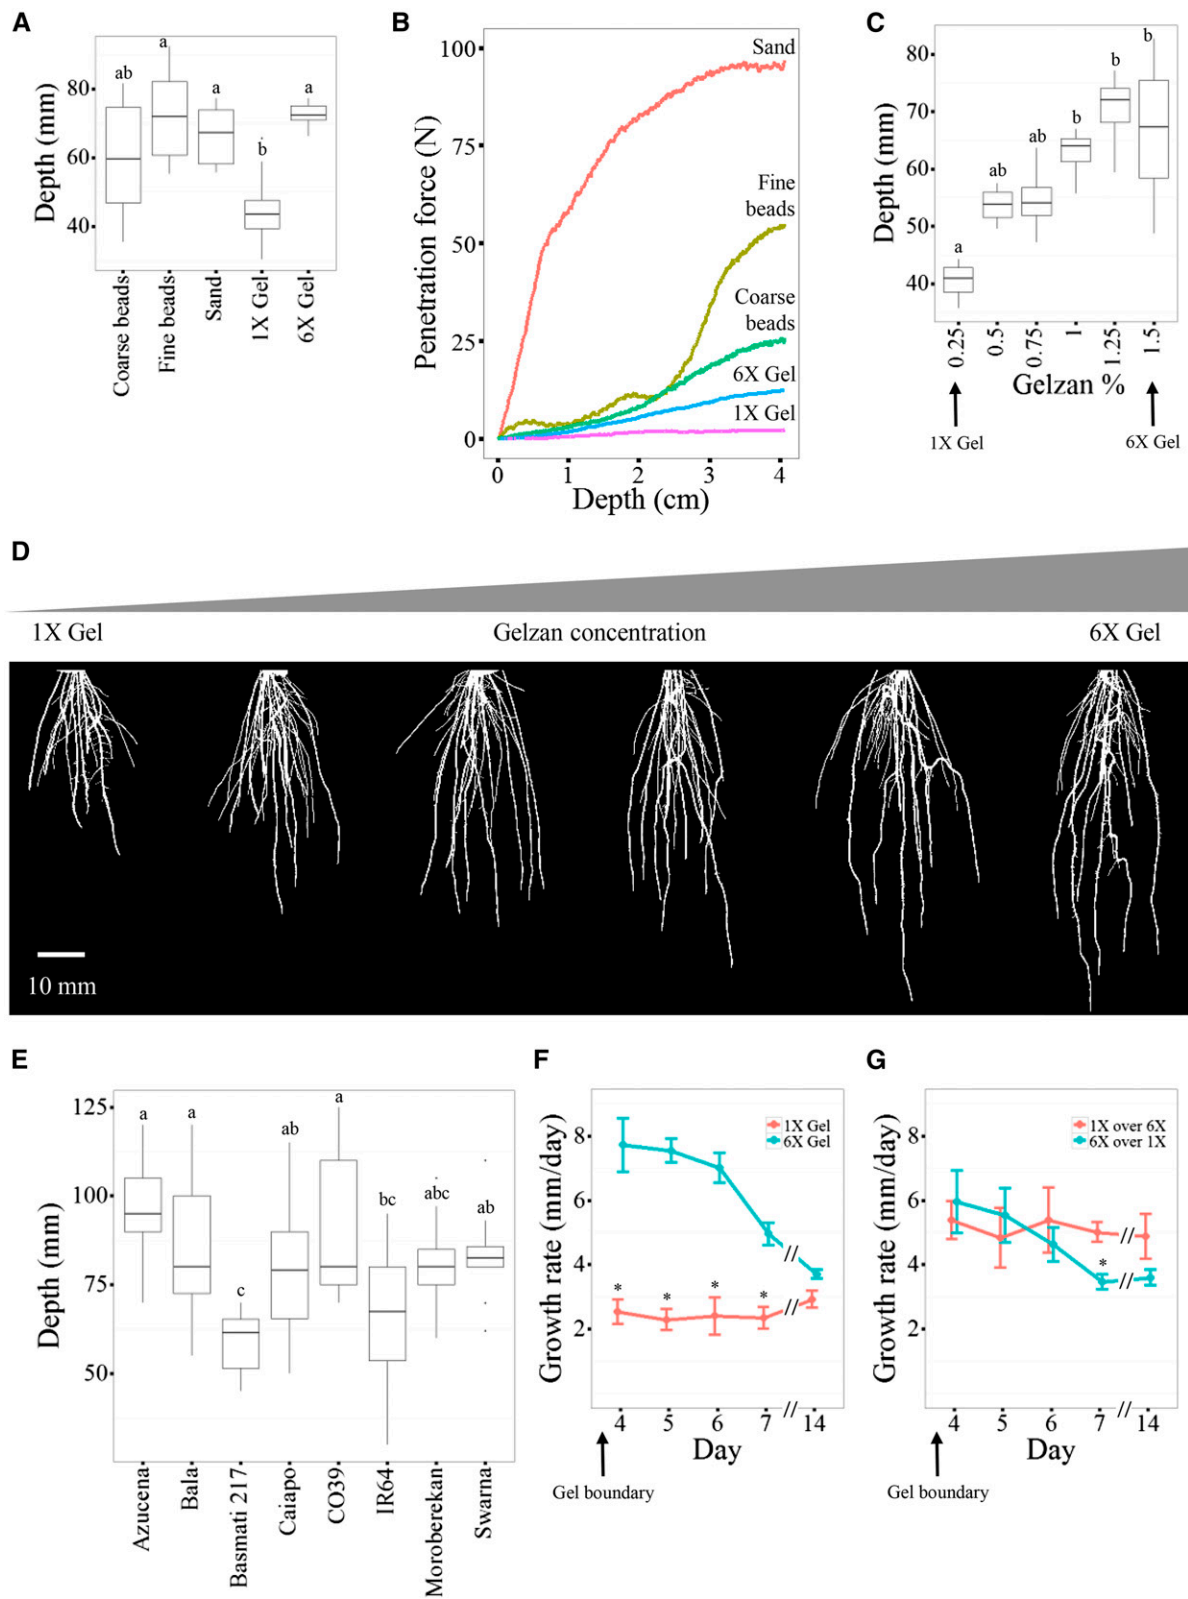 A
Depth (mm)
80
60
40
ab
a
a
b
a
Coarse beads
Fine beads
Sand
1X Gel
6X Gel
B
Penetration force (N)
100
75
50
25
0
Sand
Fine
beads
Coarse
beads
6X Gel
1X Gel
0 1 2 3 4
Depth (cm)
C
Depth (mm)
80
70
60
50
40
a
ab
ab
b
b
b
0.25
0.5
0.75
1
1.25
1.5
Gelzan %
1X Gel
6X Gel
D
1X Gel
Gelzan concentration
6X Gel
10 mm
E
Depth (mm)
125
100
75
50
a
a
c
ab
a
bc
abc
ab
Azucena
Bala
Basmati 217
Caiapo
CO39
IR64
Moroberekan
Swarna
F
Growth rate (mm/day)
8
6
4
2
1X Gel
6X Gel
* * * *
//
//
4 5 6 7 // 14
Day
Gel boundary
G
Growth rate (mm/day)
8
6
4
2
1X over 6X
6X over 1X
*
//
//
4 5 6 7 // 14
Day
Gel boundary